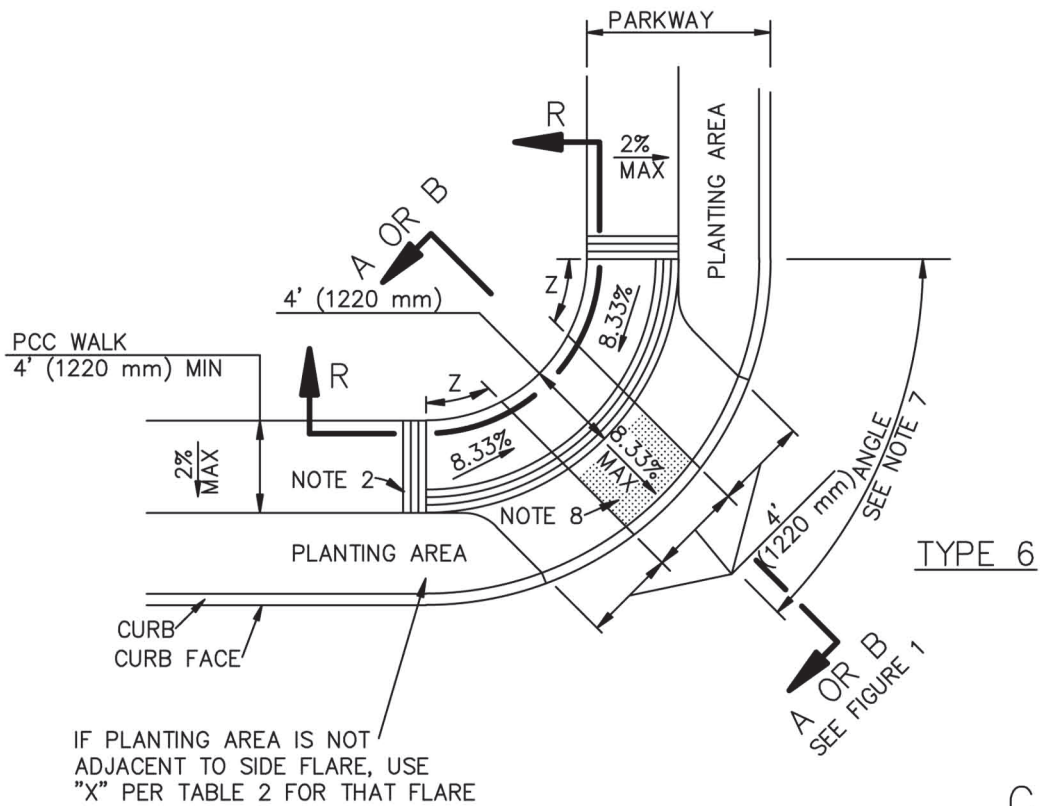 PARKWAY
R
2%
MAX
PLANTING AREA
A OR B
4' (1220 mm)
Z
8.33%
PCC WALK
4' (1220 mm) MIN
R
Z
2%
MAX
NOTE 2
8.33%
8.33%
MAX
NOTE 8
ANGLE
SEE NOTE 7
4'
(1220 mm)
TYPE 6
PLANTING AREA
CURB
CURB FACE
A OR B
SEE FIGURE 1
IF PLANTING AREA IS NOT
ADJACENT TO SIDE FLARE, USE
"X" PER TABLE 2 FOR THAT FLARE